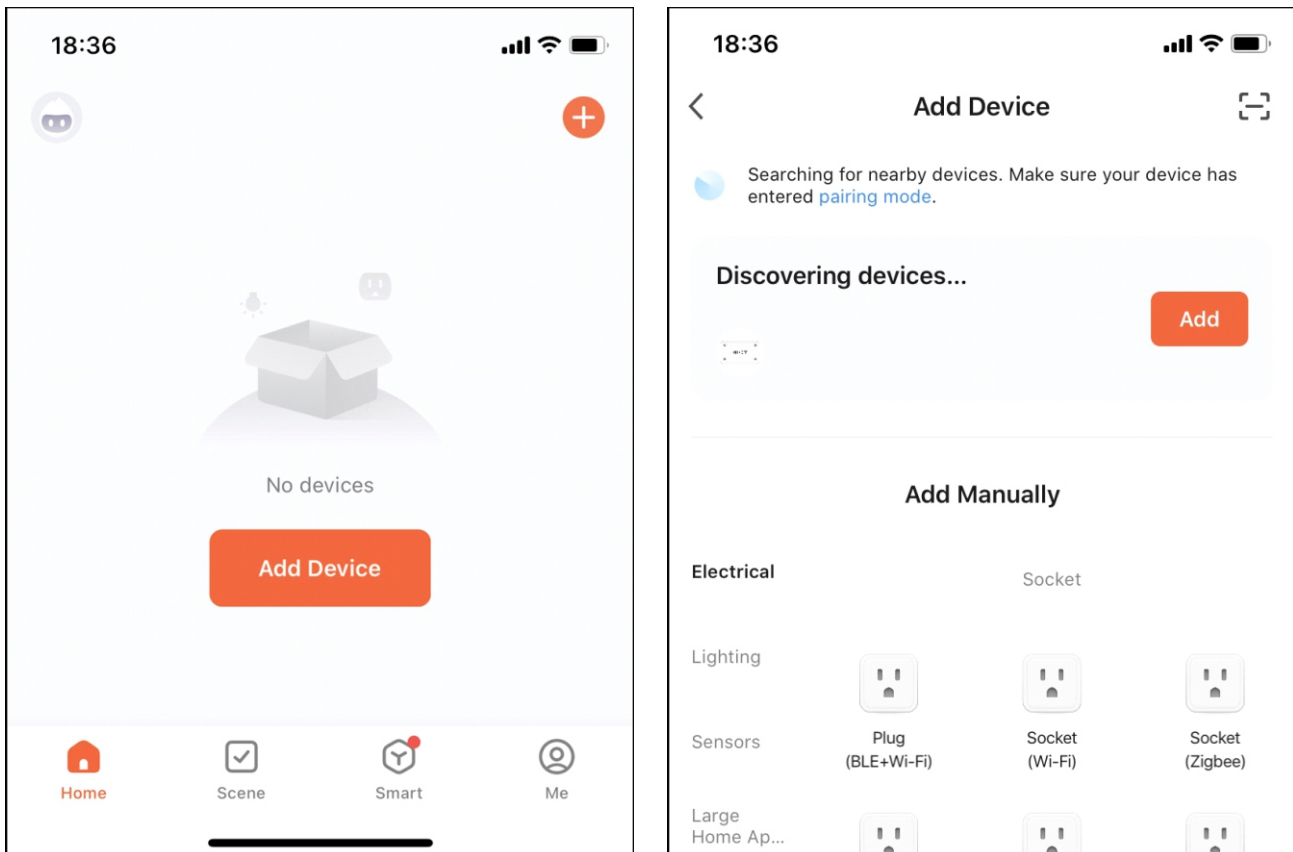 18:36
No devices
Add Device
Home
Scene
Smart
Me
18:36
Add Device
Searching for nearby devices. Make sure your device has
entered pairing mode.
Discovering devices...
Add
Add Manually
Electrical
Socket
Lighting
Sensors
Plug
(BLE+Wi-Fi)
Socket
(Wi-Fi)
Socket
(Zigbee)
Large
Home Ap...